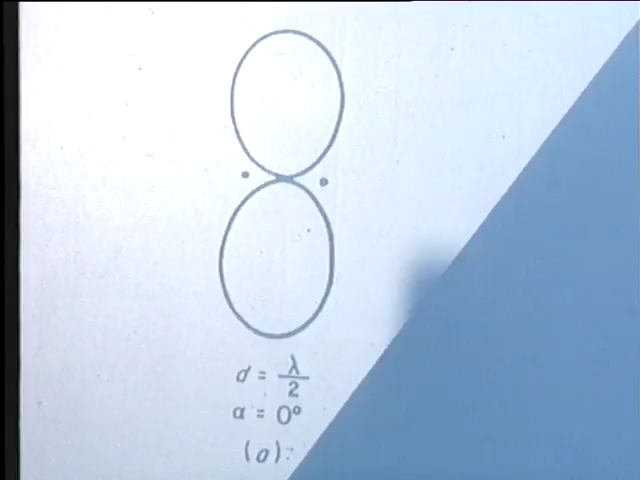 d = λ/2
α = 0°
(a)